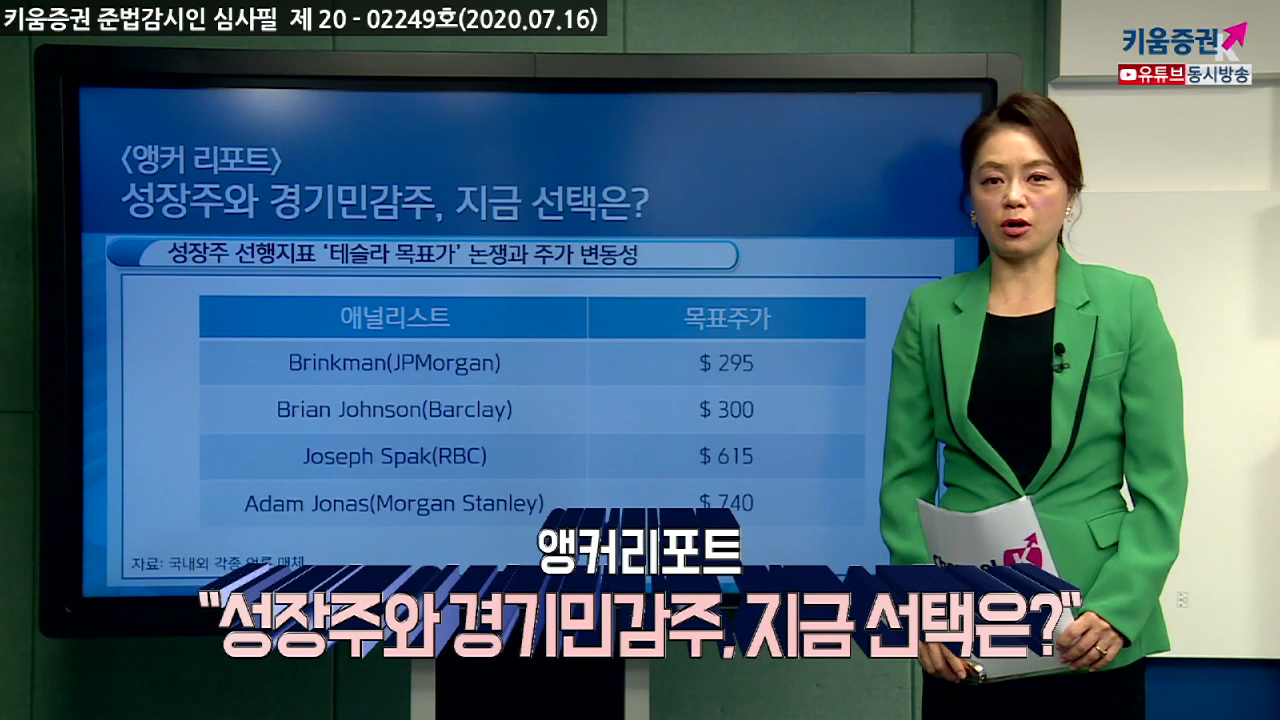 키움증권 준법감시인 심사필 제 20 - 02249호(2020.07.16)
키움증권
유튜브동시방송
<앵커 리포트>
성장주와 경기민감주, 지금 선택은?
성장주 선행지표 '테슬라 목표가' 논쟁과 주가 변동성
애널리스트 목표주가
Brinkman(JPMorgan) $ 295
Brian Johnson(Barclay) $ 300
Joseph Spak(RBC) $ 615
Adam Jonas(Morgan Stanley) $ 740
자료: 국내외 각종 언론 매체
앵커리포트
"성장주와 경기민감주, 지금 선택은?"